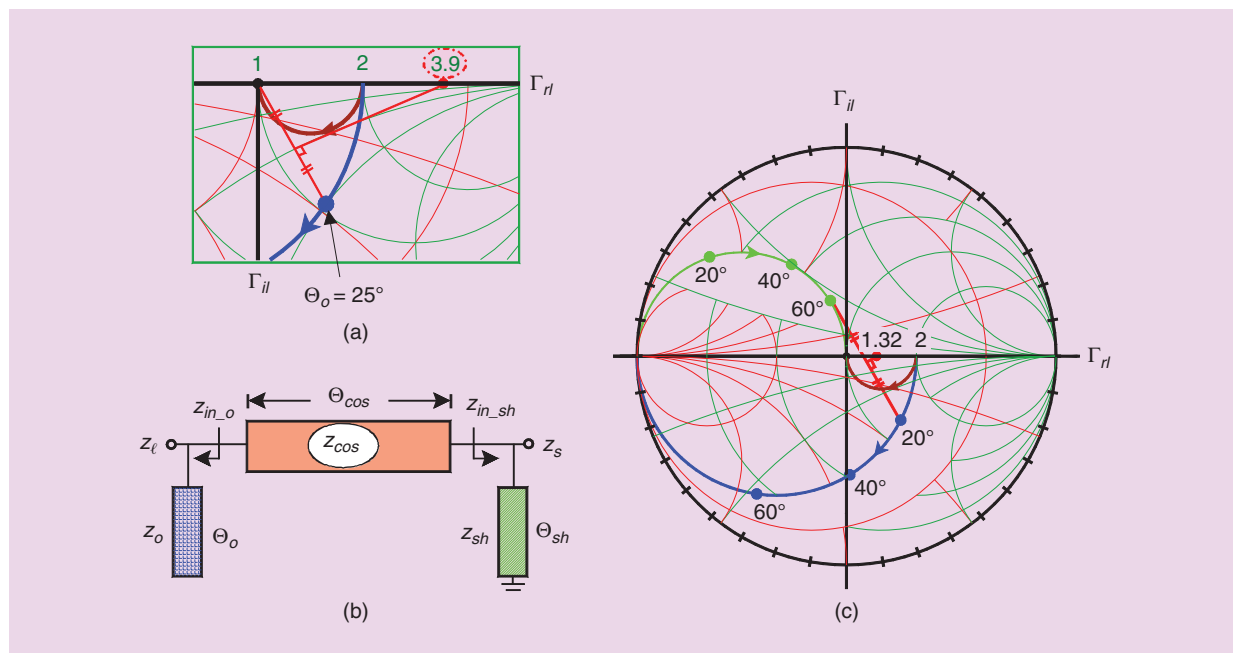 1 2 3.9
Γrl
Γil
Θo = 25°
(a)
Θcos
zin_o
zin_sh
zℓ
zcos
zs
zo
Θo
zsh
Θsh
(b)
Γil
20°
40°
60°
1.32 2
Γrl
20°
40°
60°
(c)